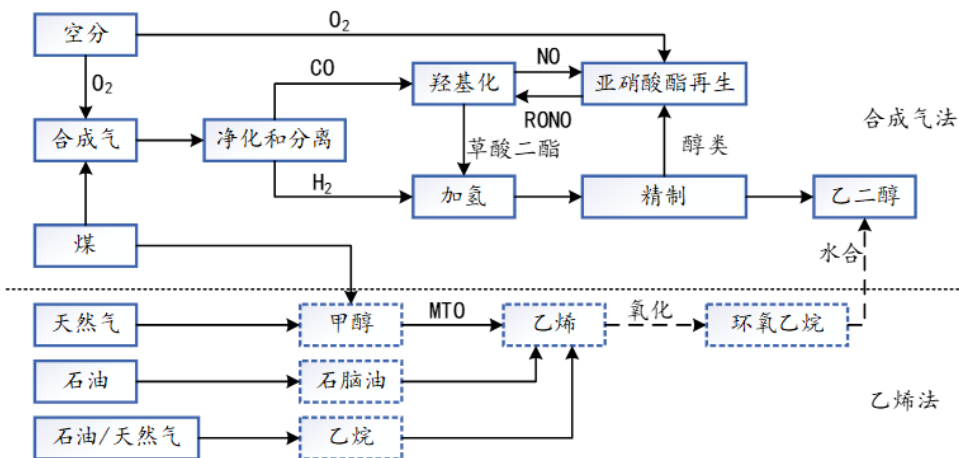 空分
O₂
O₂
CO
羟基化
NO
亚硝酸酯再生
RONO
合成气
净化和分离
草酸二酯
醇类
合成气法
H₂
加氢
精制
乙二醇
煤
水合
天然气
甲醇
MTO
乙烯
氧化
环氧乙烷
石油
石脑油
乙烯法
石油/天然气
乙烷